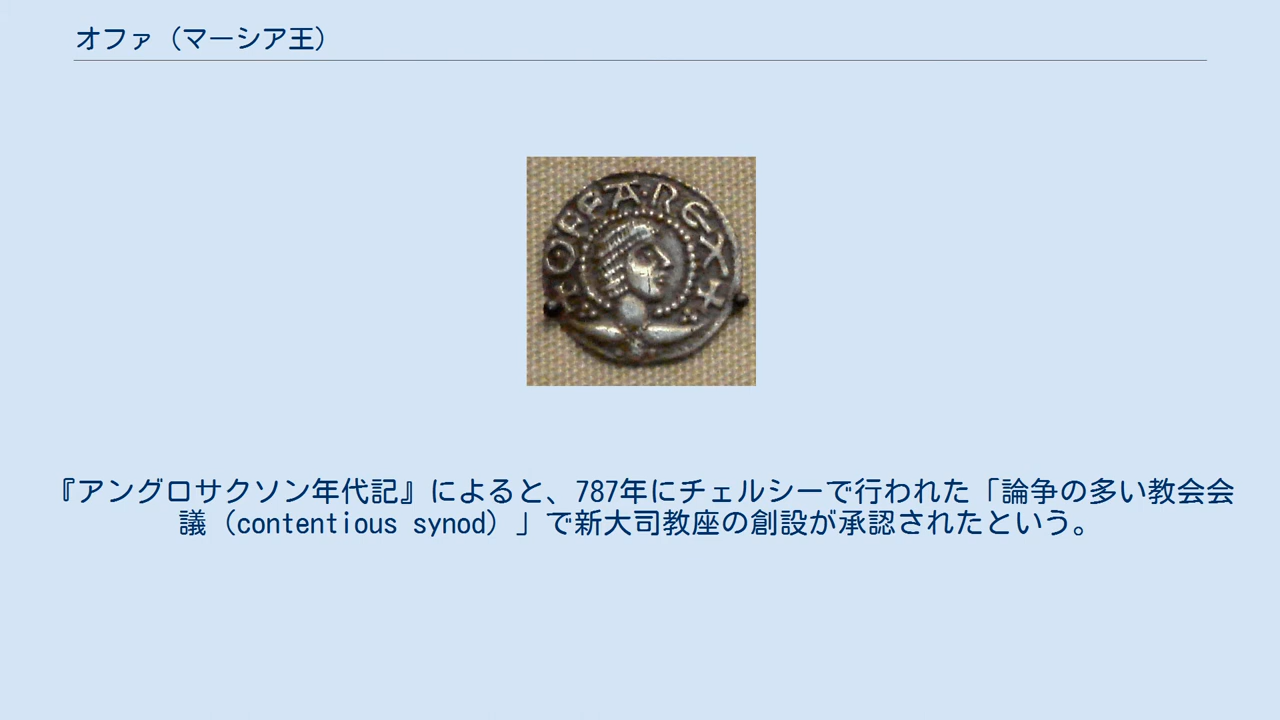 オファ（マーシア王）
OFFA·REX
『アングロサクソン年代記』によると、787年にチェルシーで行われた「論争の多い教会会
議（contentious synod）」で新大司教座の創設が承認されたという。